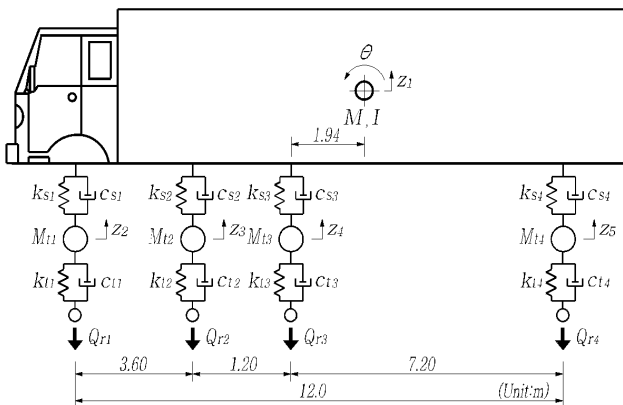 θ
z1
M, I
1.94
ks1 cs1 ks2 cs2 ks3 cs3 ks4 cs4
Mt1 z2 Mt2 z3 Mt3 z4 Mt4 z5
kt1 ct1 kt2 ct2 kt3 ct3 kt4 ct4
Qr1 Qr2 Qr3 Qr4
3.60 1.20 7.20
12.0 (Unit:m)